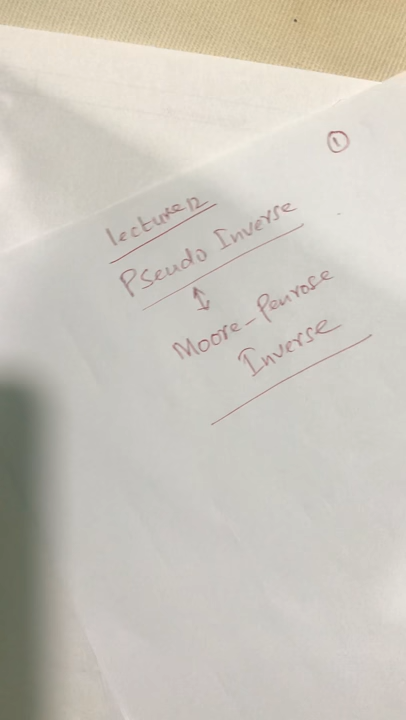 ①
lecture 12
Pseudo Inverse
↕
Moore-Penrose
Inverse